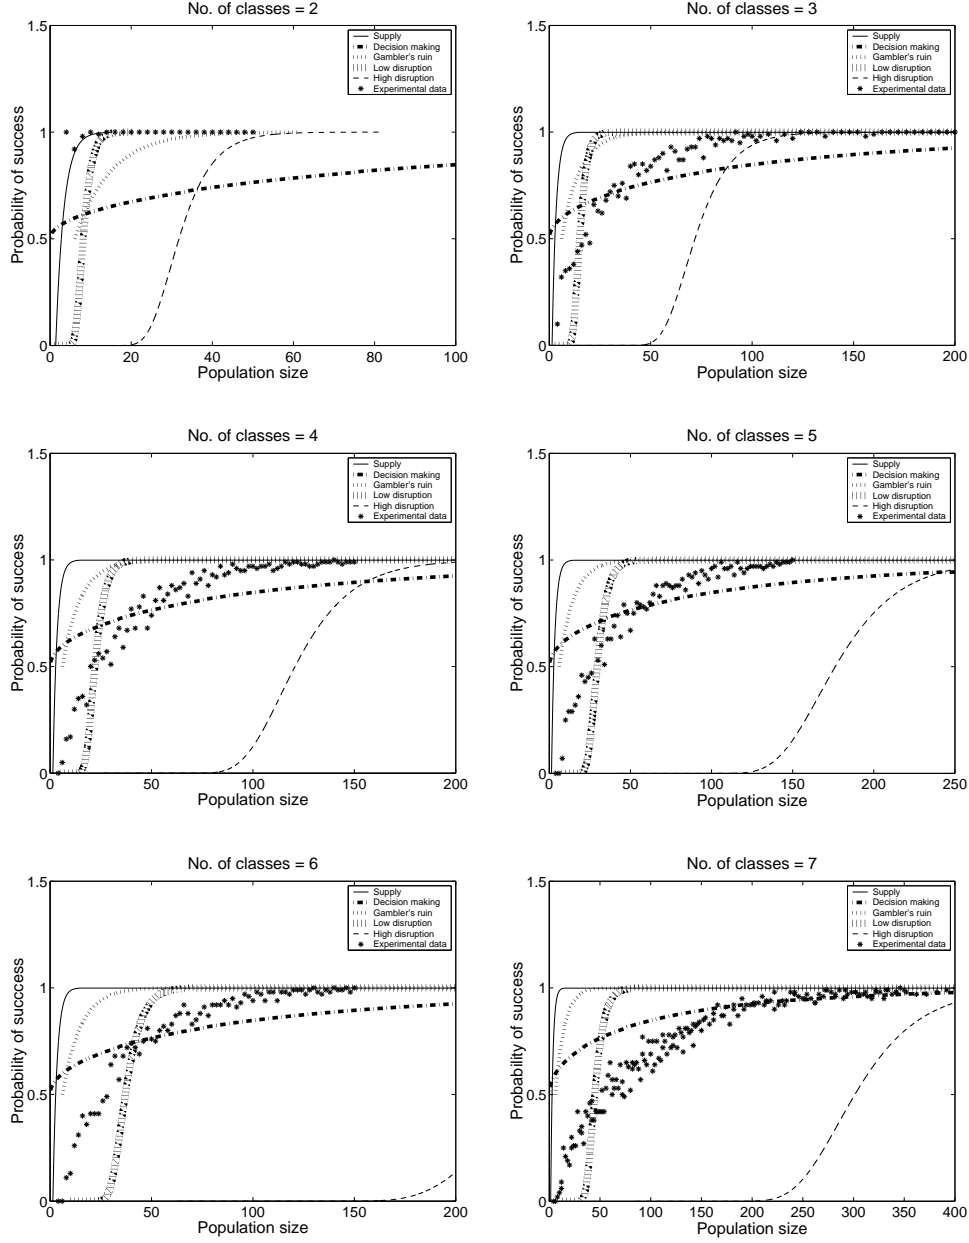 No. of classes = 2
1.5
1
0.5
0
Probability of success
Supply
Decision making
Gambler's ruin
Low disruption
High disruption
Experimental data
0 20 40 60 80 100
Population size
No. of classes = 3
1.5
1
0.5
0
Probability of success
Supply
Decision making
Gambler's ruin
Low disruption
High disruption
Experimental data
0 50 100 150 200
Population size
No. of classes = 4
1.5
1
0.5
0
Probability of success
Supply
Decision making
Gambler's ruin
Low disruption
High disruption
Experimental data
0 50 100 150 200
Population size
No. of classes = 5
1.5
1
0.5
0
Probability of success
Supply
Decision making
Gambler's ruin
Low disruption
High disruption
Experimental data
0 50 100 150 200 250
Population size
No. of classes = 6
1.5
1
0.5
0
Probability of succcess
Supply
Decision making
Gambler's ruin
Low disruption
High disruption
Experimental data
0 50 100 150 200
Population size
No. of classes = 7
1.5
1
0.5
0
Probability of success
Supply
Decision making
Gambler's ruin
Low disruption
High disruption
Experimental data
0 50 100 150 200 250 300 350 400
Population size